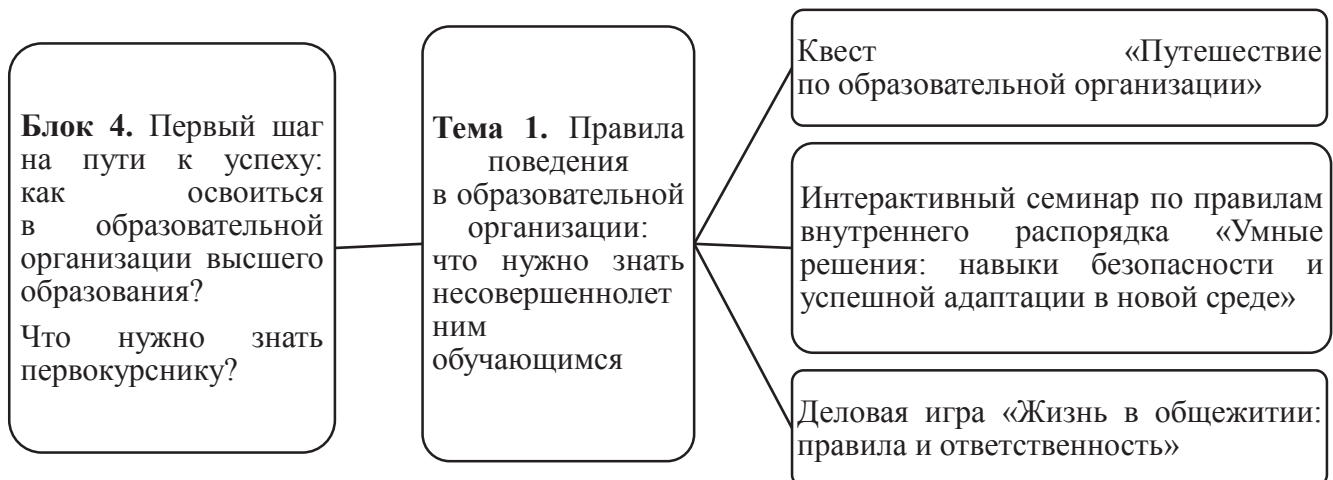 Блок 4. Первый шаг
на пути к успеху:
как освоиться
в образовательной
организации высшего
образования?
Что нужно знать
первокурснику?
Тема 1. Правила
поведения
в образовательной
организации:
что нужно знать
несовершеннолет
ним
обучающимся
Квест «Путешествие
по образовательной организации»
Интерактивный семинар по правилам
внутреннего распорядка «Умные
решения: навыки безопасности и
успешной адаптации в новой среде»
Деловая игра «Жизнь в общежитии:
правила и ответственность»